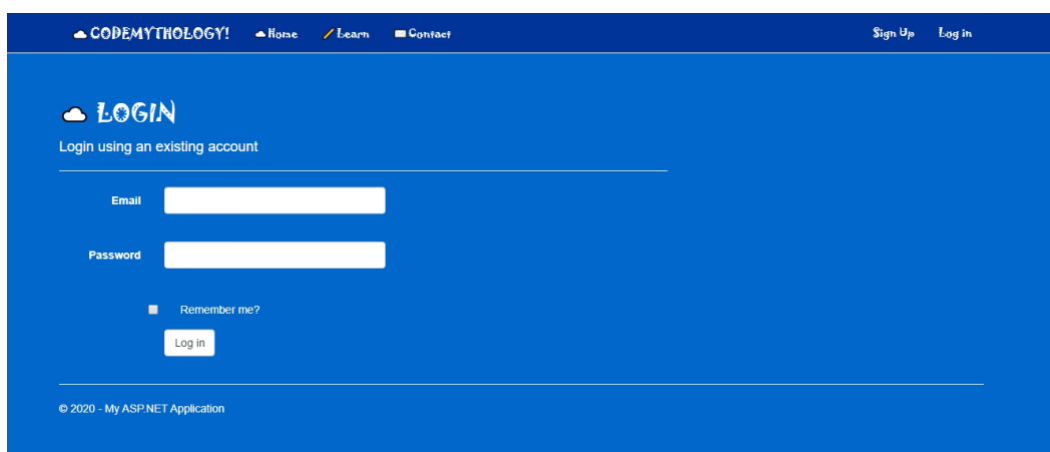 CODEMYTHOLOGY! Home Learn Contact Sign Up Log in
LOGIN
Login using an existing account
Email
Password
Remember me?
Log in
© 2020 - My ASP.NET Application